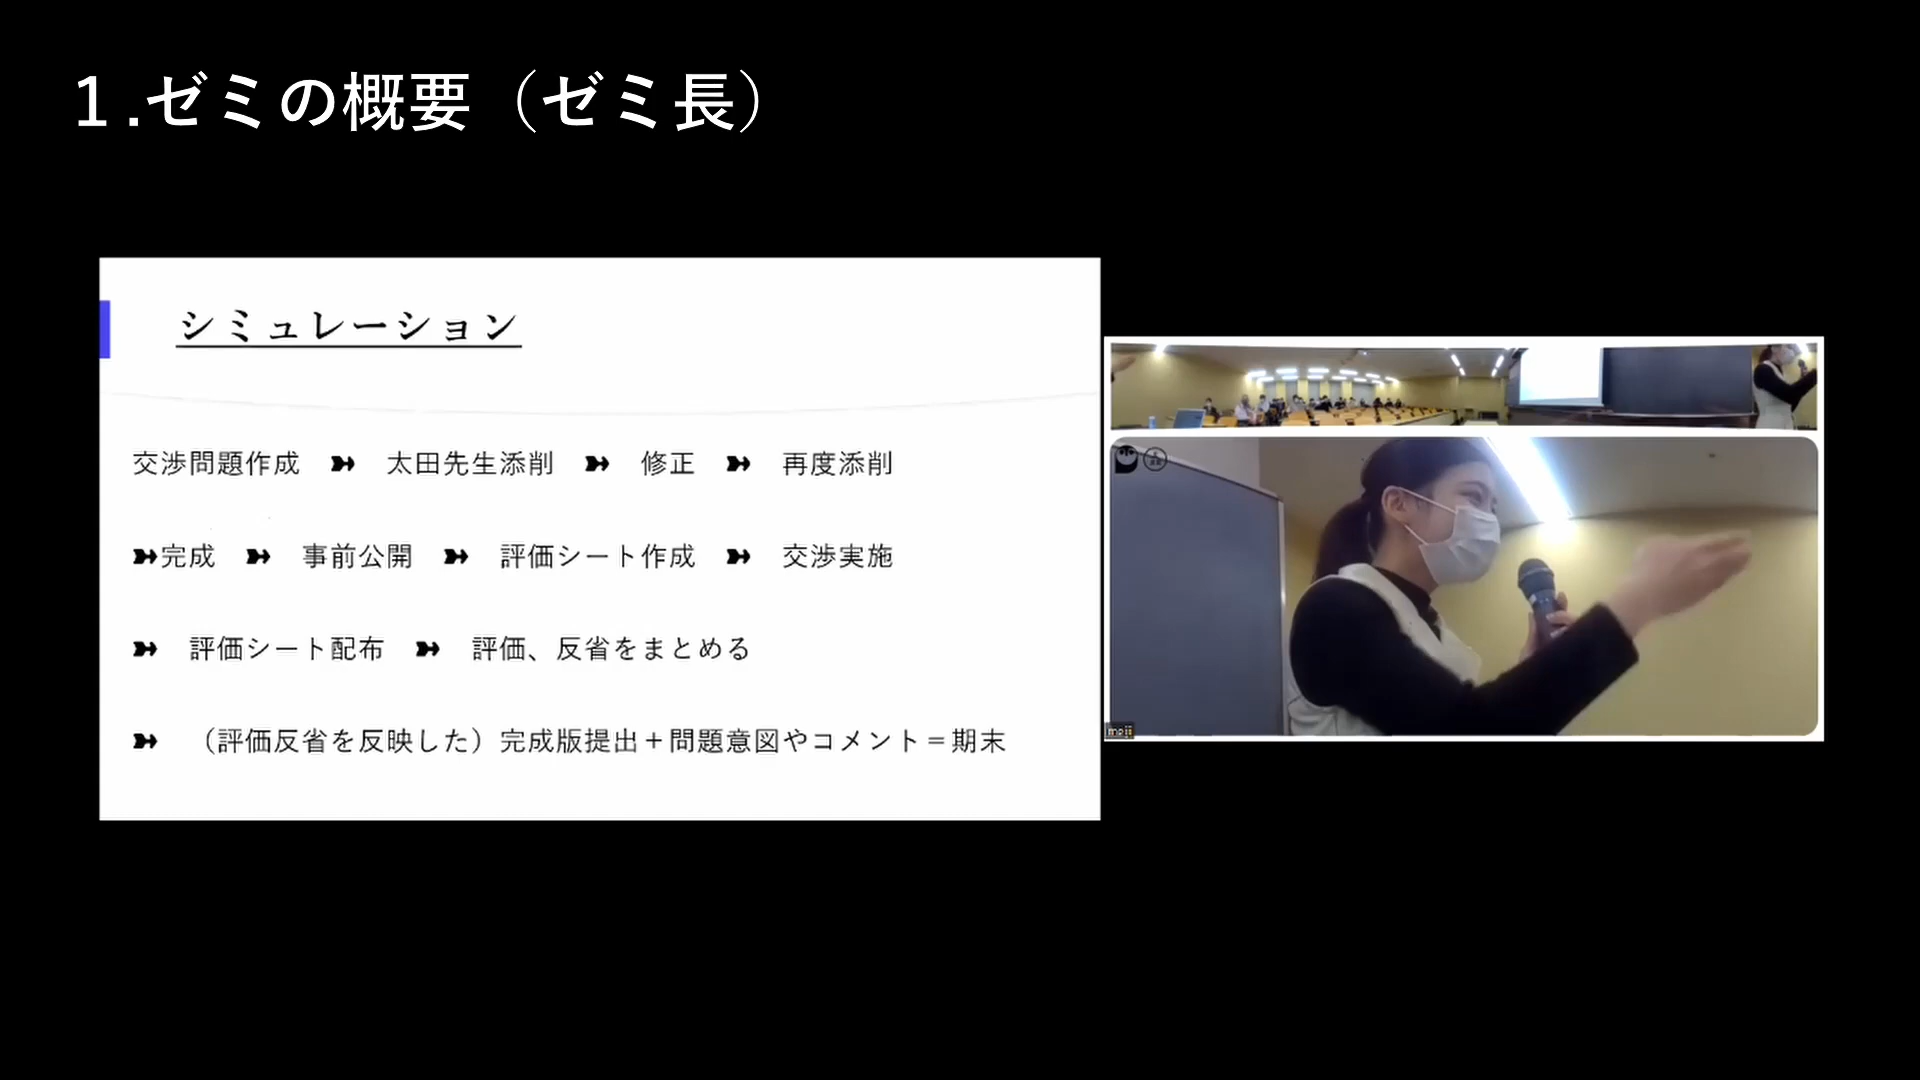 1.ゼミの概要（ゼミ長）
シミュレーション
交渉問題作成 ➽ 太田先生添削 ➽ 修正 ➽ 再度添削
➽完成 ➽ 事前公開 ➽ 評価シート作成 ➽ 交渉実施
➽ 評価シート配布 ➽ 評価、反省をまとめる
➽ （評価反省を反映した）完成版提出＋問題意図やコメント＝期末
meiji